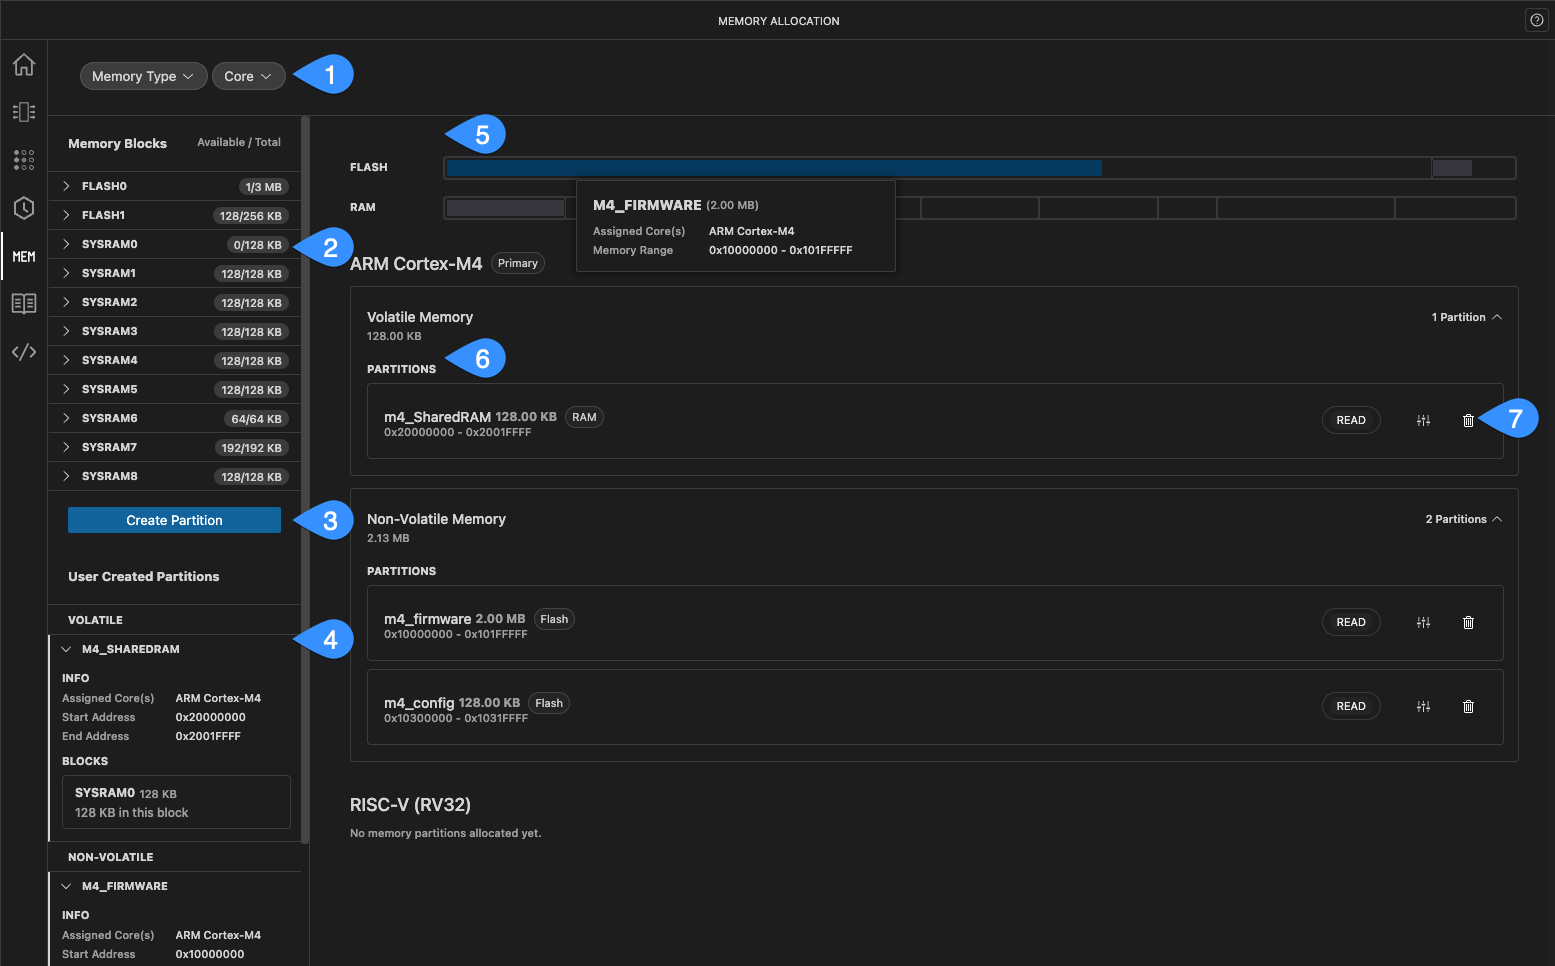 MEMORY ALLOCATION
Memory Type
Core
1
Memory Blocks
Available / Total
FLASH0
1/3 MB
FLASH1
128/256 KB
SYSRAM0
0/128 KB
2
SYSRAM1
128/128 KB
MEM
SYSRAM2
128/128 KB
SYSRAM3
128/128 KB
SYSRAM4
128/128 KB
SYSRAM5
128/128 KB
SYSRAM6
64/64 KB
SYSRAM7
192/192 KB
SYSRAM8
128/128 KB
Create Partition
3
User Created Partitions
VOLATILE
4
M4_SHAREDRAM
INFO
Assigned Core(s) ARM Cortex-M4
Start Address 0x20000000
End Address 0x2001FFFF
BLOCKS
SYSRAM0 128 KB
128 KB in this block
NON-VOLATILE
M4_FIRMWARE
INFO
Assigned Core(s) ARM Cortex-M4
Start Address 0x10000000
5
FLASH
RAM
M4_FIRMWARE (2.00 MB)
Assigned Core(s) ARM Cortex-M4
Memory Range 0x10000000 - 0x101FFFFF
ARM Cortex-M4 Primary
Volatile Memory
1 Partition
128.00 KB
6
PARTITIONS
m4_SharedRAM 128.00 KB RAM
0x20000000 - 0x2001FFFF
READ
7
Non-Volatile Memory
2 Partitions
2.13 MB
PARTITIONS
m4_firmware 2.00 MB Flash
0x10000000 - 0x101FFFFF
READ
m4_config 128.00 KB Flash
0x10300000 - 0x1031FFFF
READ
RISC-V (RV32)
No memory partitions allocated yet.